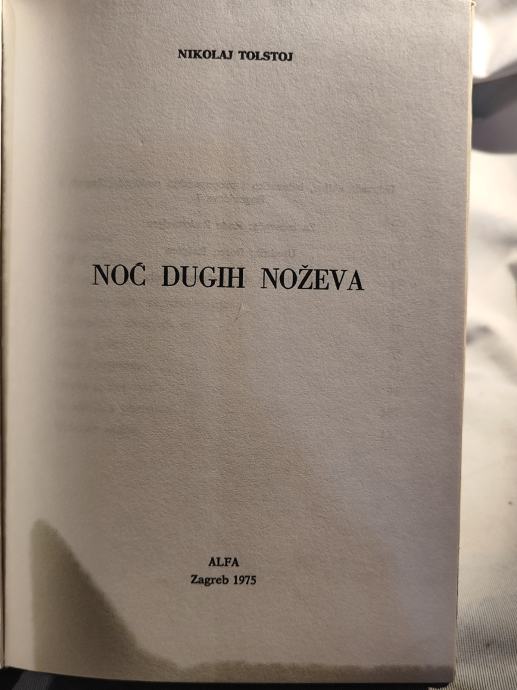 NIKOLAJ TOLSTOJ
NOĆ DUGIH NOŽEVA
ALFA
Zagreb 1975